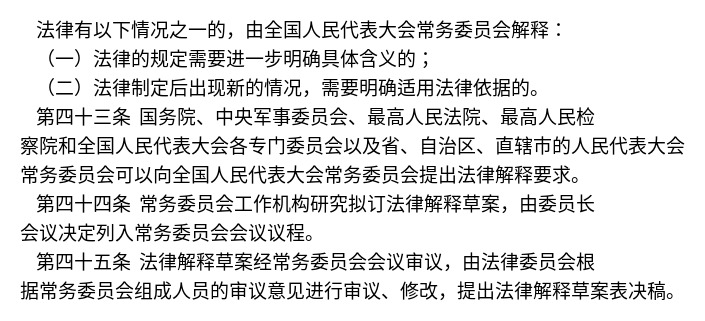 法律有以下情况之一的，由全国人民代表大会常务委员会解释：
（一）法律的规定需要进一步明确具体含义的；
（二）法律制定后出现新的情况，需要明确适用法律依据的。
第四十三条 国务院、中央军事委员会、最高人民法院、最高人民检
察院和全国人民代表大会各专门委员会以及省、自治区、直辖市的人民代表大会
常务委员会可以向全国人民代表大会常务委员会提出法律解释要求。
第四十四条 常务委员会工作机构研究拟订法律解释草案，由委员长
会议决定列入常务委员会会议议程。
第四十五条 法律解释草案经常务委员会会议审议，由法律委员会根
据常务委员会组成人员的审议意见进行审议、修改，提出法律解释草案表决稿。